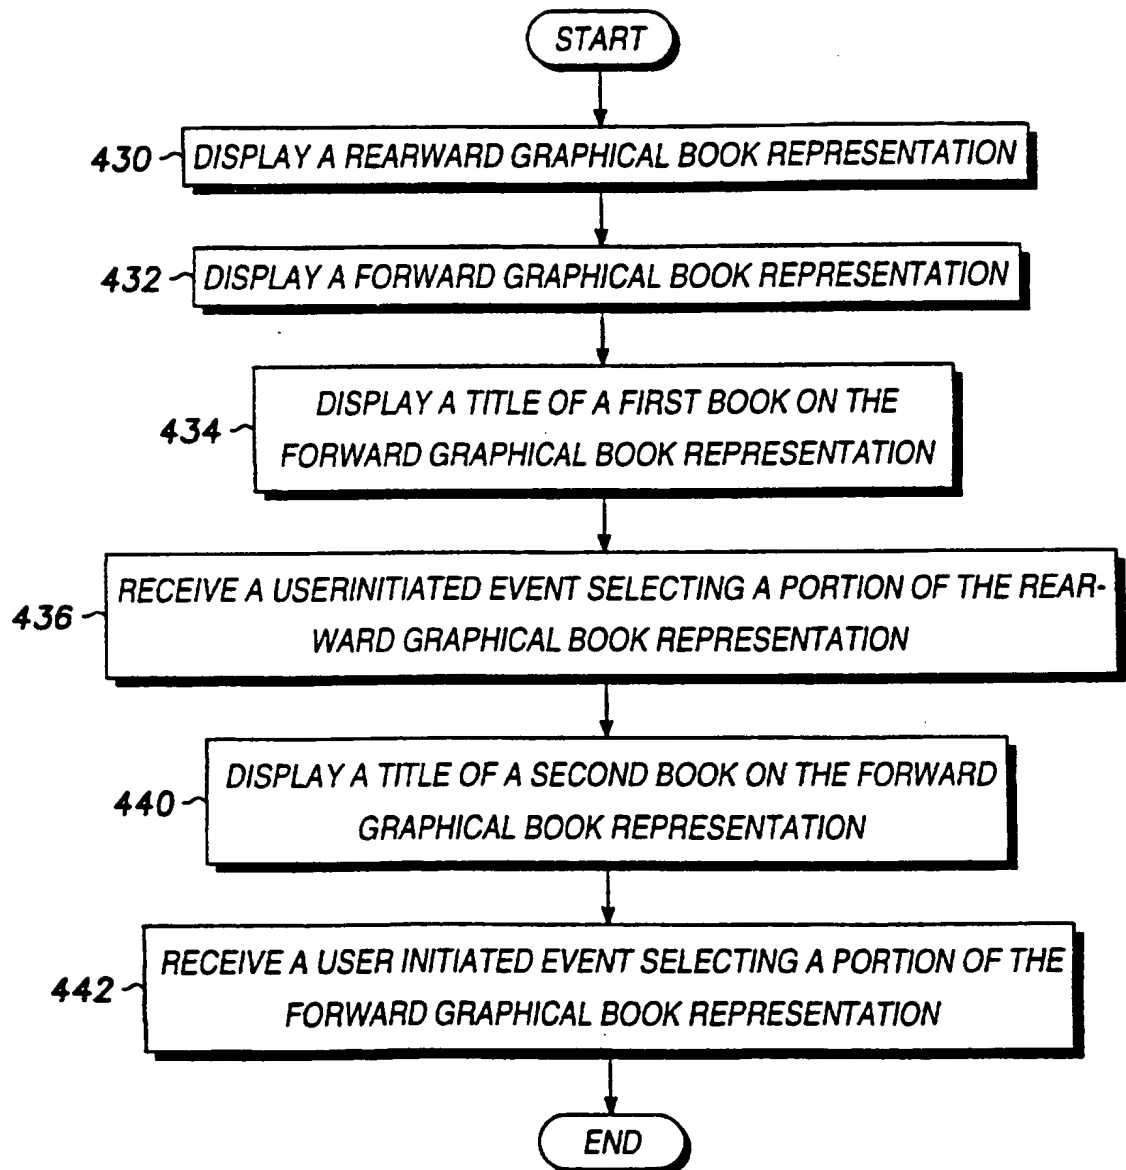 START
430 DISPLAY A REARWARD GRAPHICAL BOOK REPRESENTATION
432 DISPLAY A FORWARD GRAPHICAL BOOK REPRESENTATION
DISPLAY A TITLE OF A FIRST BOOK ON THE
434 FORWARD GRAPHICAL BOOK REPRESENTATION
RECEIVE A USERINITIATED EVENT SELECTING A PORTION OF THE REAR-
436 WARD GRAPHICAL BOOK REPRESENTATION
DISPLAY A TITLE OF A SECOND BOOK ON THE FORWARD
440 GRAPHICAL BOOK REPRESENTATION
RECEIVE A USER INITIATED EVENT SELECTING A PORTION OF THE
442 FORWARD GRAPHICAL BOOK REPRESENTATION
END